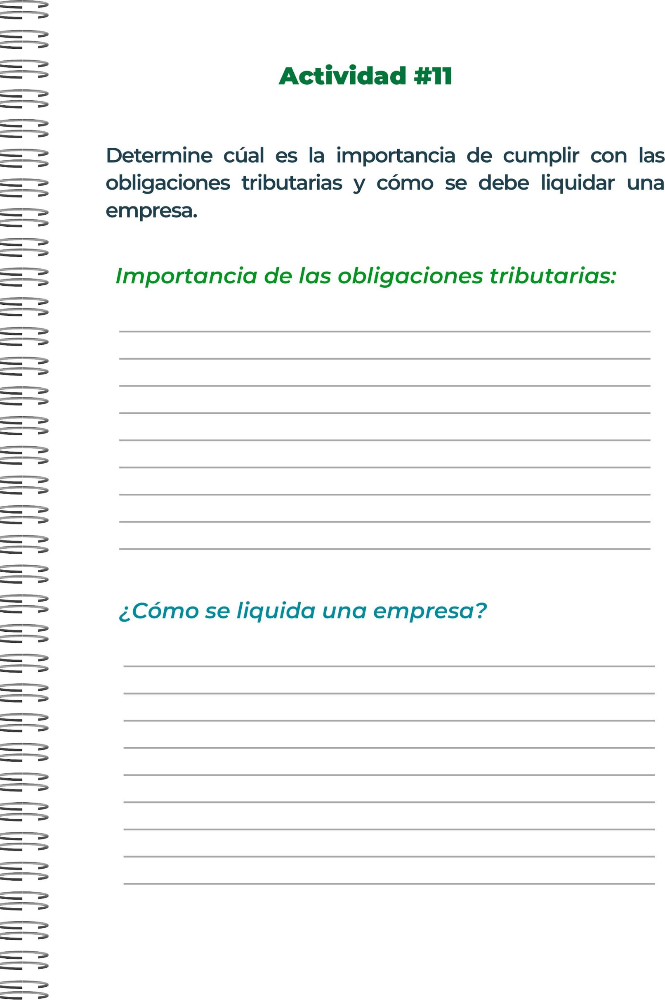 Actividad #11
Determine cúal es la importancia de cumplir con las
obligaciones tributarias y cómo se debe liquidar una
empresa.
Importancia de las obligaciones tributarias:
¿Cómo se liquida una empresa?